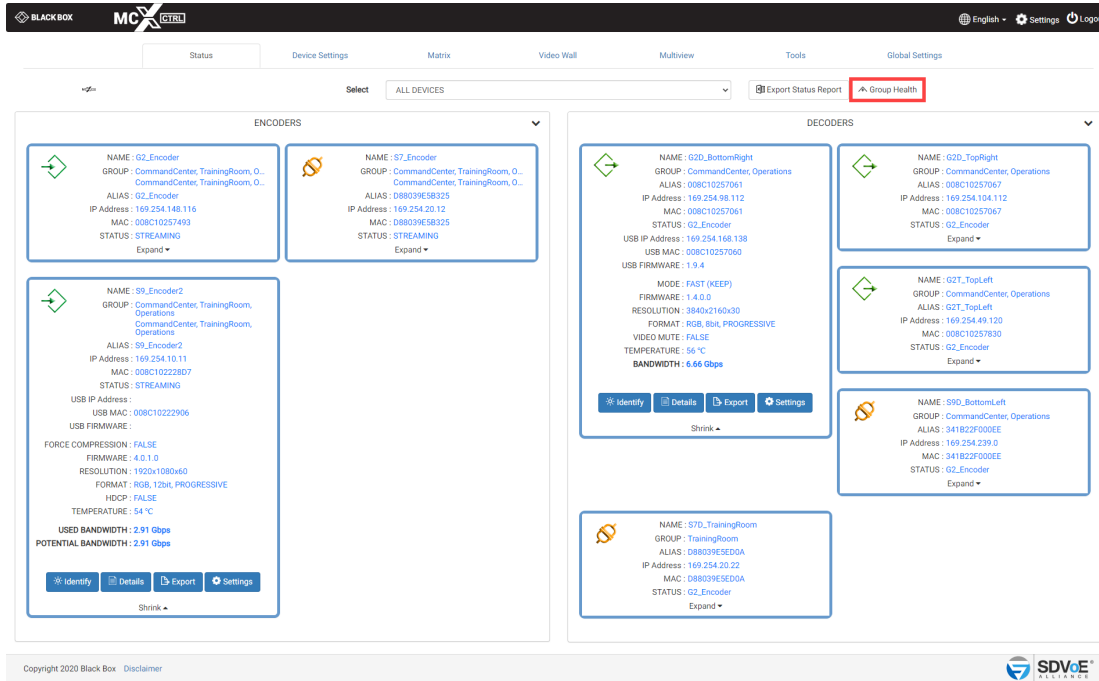 BLACK BOX
MCX CTRL
English
Settings
Logou
Status
Device Settings
Matrix
Video Wall
Multiview
Tools
Global Settings
Select
ALL DEVICES
Export Status Report
Group Health
ENCODERS
NAME : G2_Encoder
GROUP : CommandCenter, TrainingRoom, O...
CommandCenter, TrainingRoom, O...
ALIAS : G2_Encoder
IP Address : 169.254.148.116
MAC : 008C10257493
STATUS : STREAMING
Expand
NAME : S7_Encoder
GROUP : CommandCenter, TrainingRoom, O...
CommandCenter, TrainingRoom, O...
ALIAS : D88039E5B325
IP Address : 169.254.20.12
MAC : D88039E5B325
STATUS : STREAMING
Expand
NAME : S9_Encoder2
GROUP : CommandCenter, TrainingRoom,
Operations
CommandCenter, TrainingRoom,
Operations
ALIAS : S9_Encoder2
IP Address : 169.254.10.11
MAC : 008C102228D7
STATUS : STREAMING
USB IP Address :
USB MAC : 008C10222906
USB FIRMWARE :
FORCE COMPRESSION : FALSE
FIRMWARE : 4.0.1.0
RESOLUTION : 1920x1080x60
FORMAT : RGB, 12bit, PROGRESSIVE
HDCP : FALSE
TEMPERATURE : 54 °C
USED BANDWIDTH : 2.91 Gbps
POTENTIAL BANDWIDTH : 2.91 Gbps
Identify
Details
Export
Settings
Shrink
DECODERS
NAME : G2D_BottomRight
GROUP : CommandCenter, Operations
ALIAS : 008C10257061
IP Address : 169.254.98.112
MAC : 008C10257061
STATUS : G2_Encoder
USB IP Address : 169.254.168.138
USB MAC : 008C10257060
USB FIRMWARE : 1.9.4
MODE : FAST (KEEP)
FIRMWARE : 1.4.0.0
RESOLUTION : 3840x2160x30
FORMAT : RGB, 8bit, PROGRESSIVE
VIDEO MUTE : FALSE
TEMPERATURE : 56 °C
BANDWIDTH : 6.66 Gbps
Identify
Details
Export
Settings
Shrink
NAME : G2D_TopRight
GROUP : CommandCenter, Operations
ALIAS : 008C10257067
IP Address : 169.254.104.112
MAC : 008C10257067
STATUS : G2_Encoder
Expand
NAME : G2T_TopLeft
GROUP : CommandCenter, Operations
ALIAS : G2T_TopLeft
IP Address : 169.254.49.120
MAC : 008C10257830
STATUS : G2_Encoder
Expand
NAME : S9D_BottomLeft
GROUP : CommandCenter, Operations
ALIAS : 341B22F000EE
IP Address : 169.254.239.0
MAC : 341B22F000EE
STATUS : G2_Encoder
Expand
NAME : S7D_TrainingRoom
GROUP : TrainingRoom
ALIAS : D88039E5ED0A
IP Address : 169.254.20.22
MAC : D88039E5ED0A
STATUS : G2_Encoder
Expand
Copyright 2020 Black Box Disclaimer
SDVoE
ALLIANCE